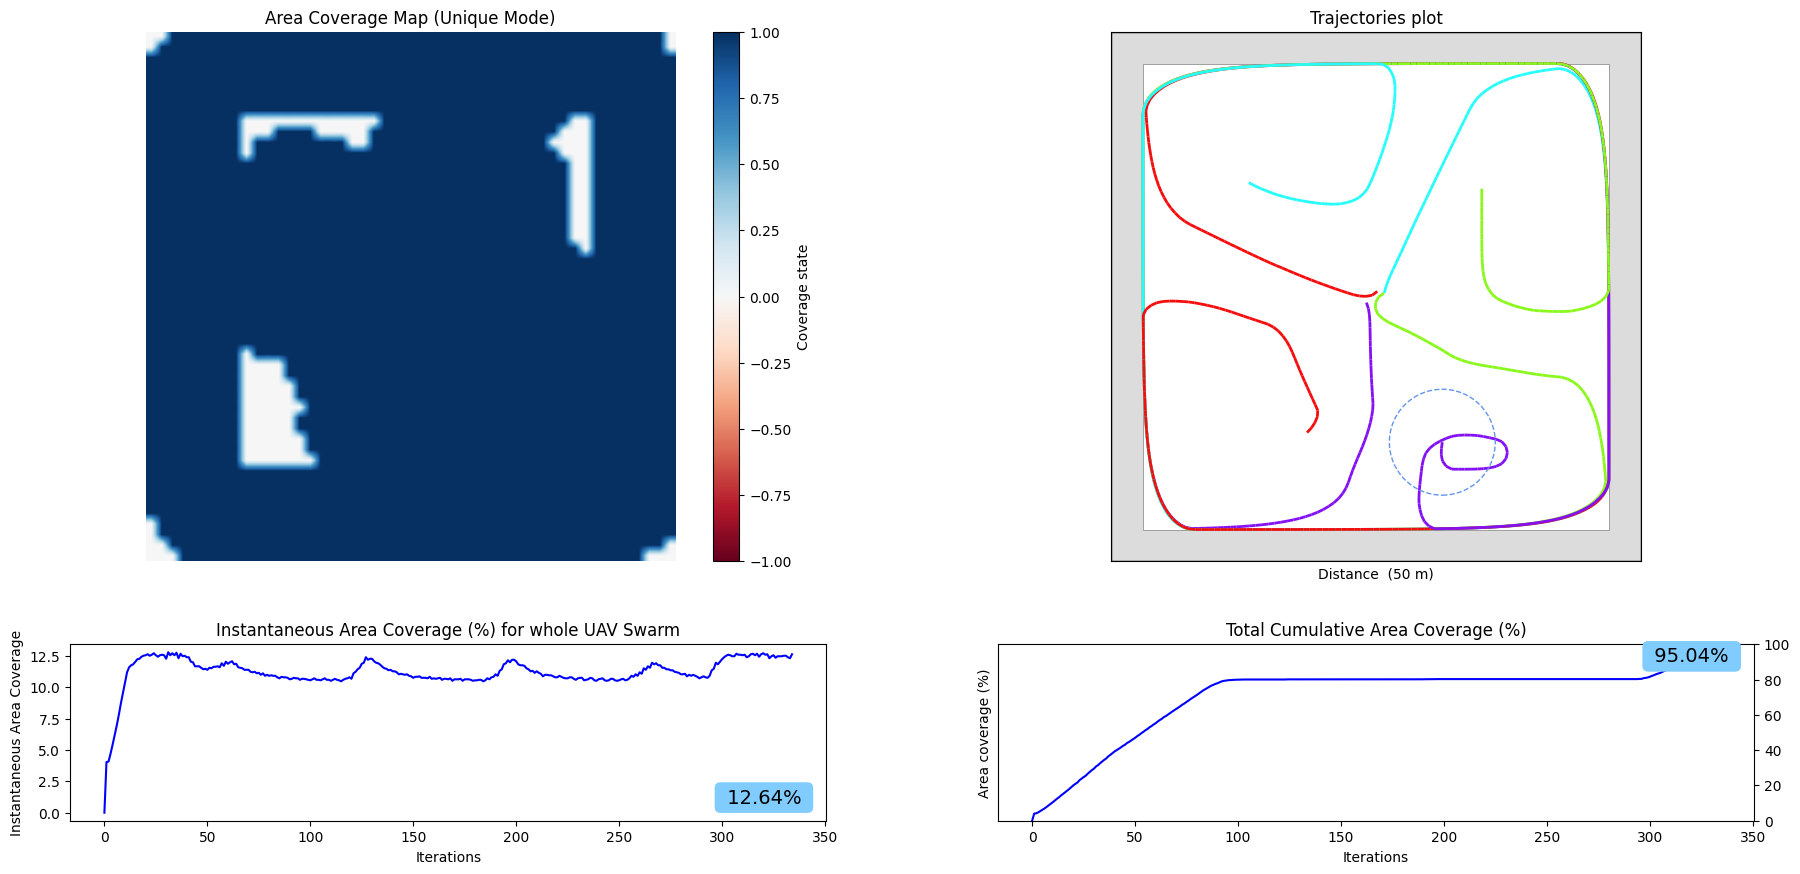 Area Coverage Map (Unique Mode)
1.00
0.75
0.50
0.25
0.00
−0.25
−0.50
−0.75
−1.00
Coverage state
Trajectories plot
Distance  (50 m)
Instantaneous Area Coverage (%) for whole UAV Swarm
Instantaneous Area Coverage
12.5
10.0
7.5
5.0
2.5
0.0
12.64%
0 50 100 150 200 250 300 350
Iterations
Total Cumulative Area Coverage (%)
Area coverage (%)
95.04%
100
80
60
40
20
0
0 50 100 150 200 250 300 350
Iterations